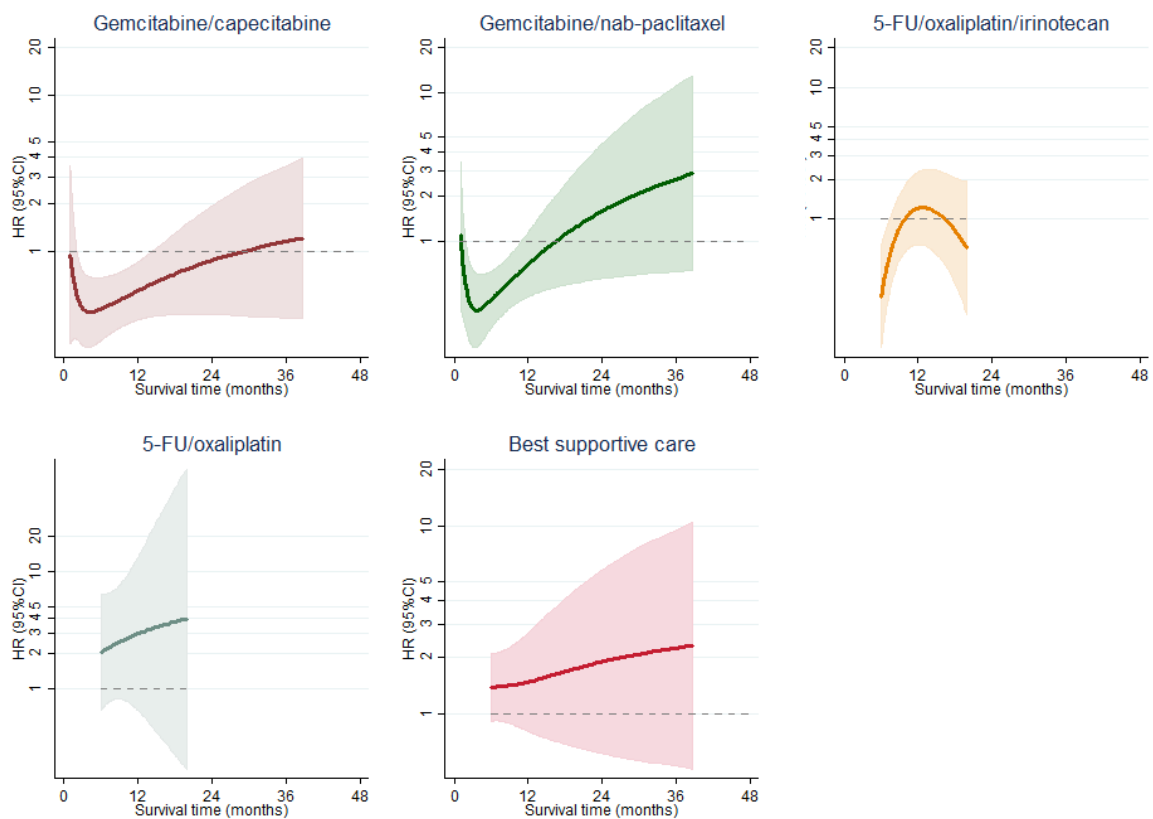 Gemcitabine/capecitabine
20
10
5
4
3
2
1
HR (95%CI)
0 12 24 36 48
Survival time (months)
Gemcitabine/nab-paclitaxel
20
10
5
4
3
2
1
HR (95%CI)
0 12 24 36 48
Survival time (months)
5-FU/oxaliplatin/irinotecan
20
10
5
4
3
2
1
0 12 24 36 48
Survival time (months)
5-FU/oxaliplatin
20
10
5
4
3
2
1
HR (95%CI)
0 12 24 36 48
Survival time (months)
Best supportive care
20
10
5
4
3
2
1
HR (95%CI)
0 12 24 36 48
Survival time (months)